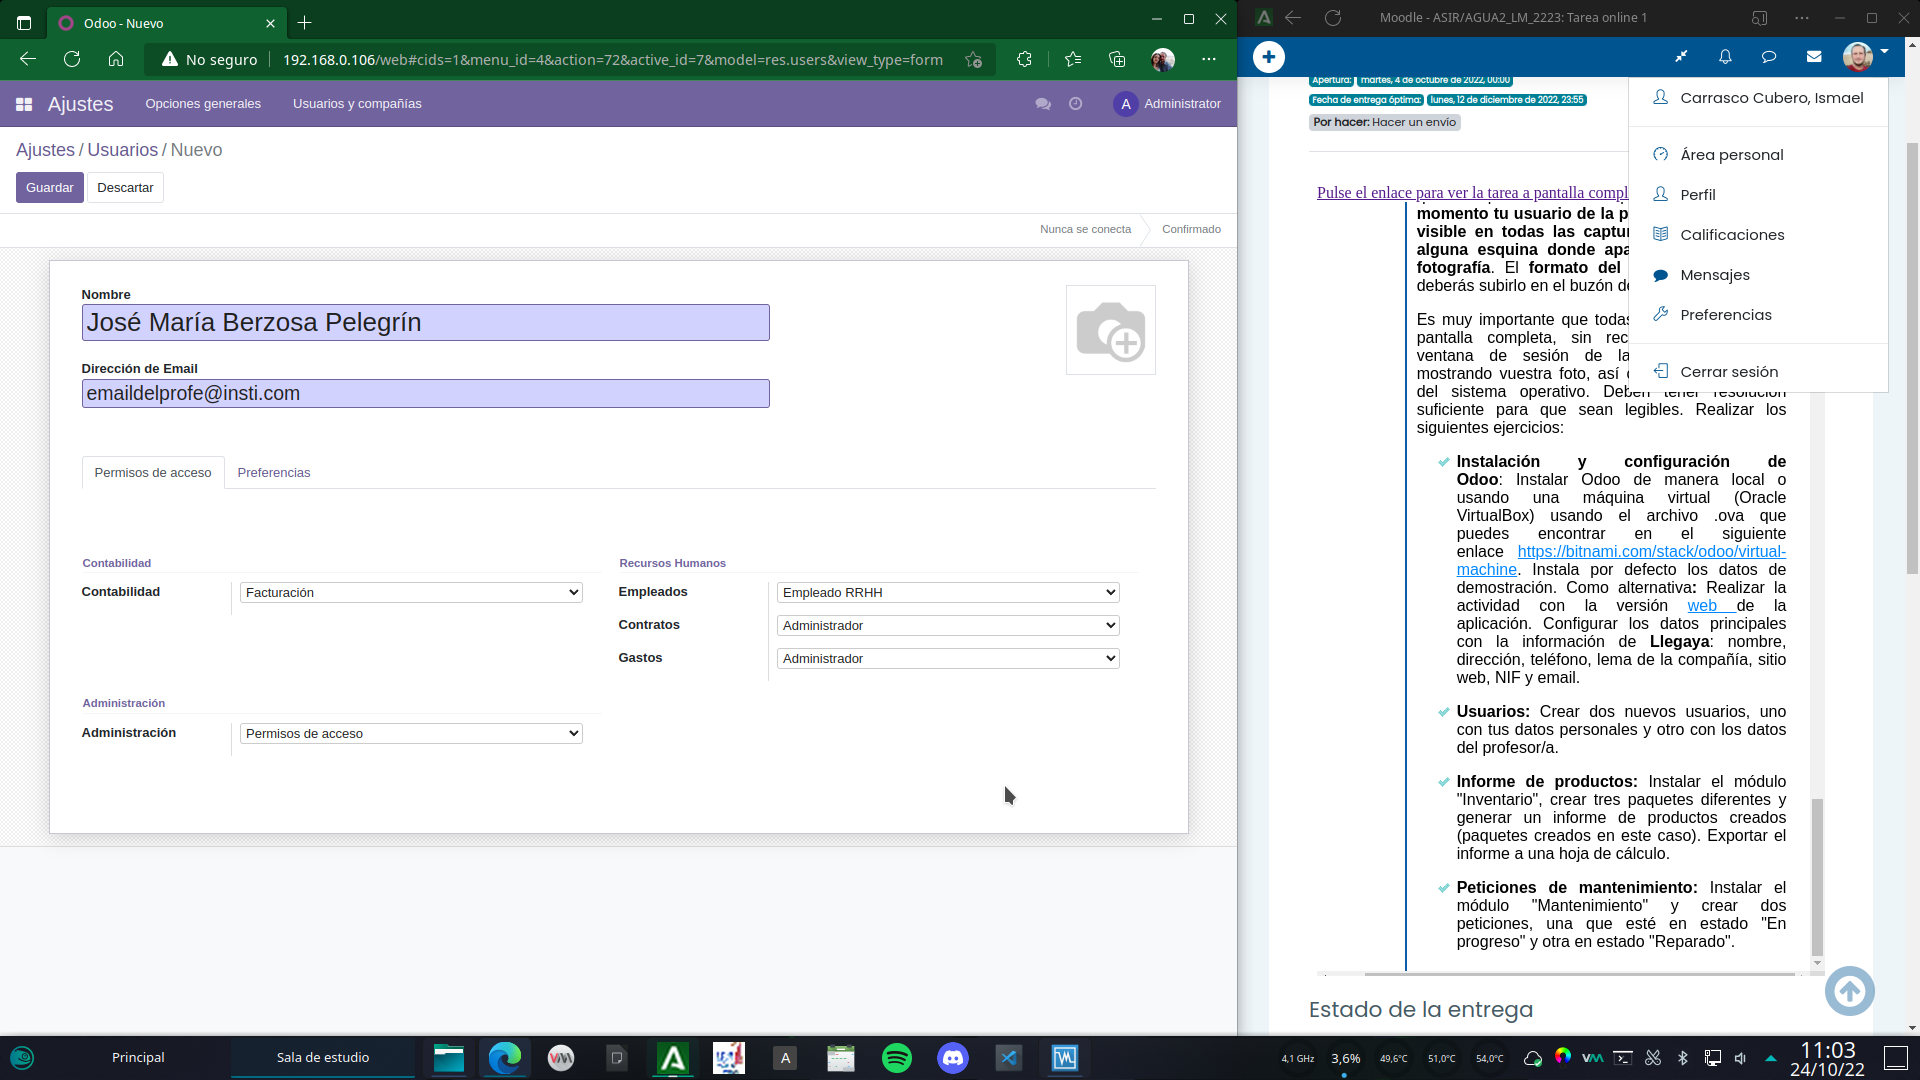 Odoo - Nuevo
No seguro
192.168.0.106/web#cids=1&menu_id=4&action=72&active_id=7&model=res.users&view_type=form
Ajustes
Opciones generales
Usuarios y compañías
A
Administrator
Ajustes / Usuarios / Nuevo
Guardar
Descartar
Nunca se conecta
Confirmado
Nombre
José María Berzosa Pelegrín
Dirección de Email
emaildelprofe@insti.com
Permisos de acceso
Preferencias
Contabilidad
Contabilidad
Facturación
Recursos Humanos
Empleados
Empleado RRHH
Contratos
Administrador
Gastos
Administrador
Administración
Administración
Permisos de acceso
Moodle - ASIR/AGUA2_LM_2223: Tarea online 1
Apertura: martes, 4 de octubre de 2022, 00:00
Fecha de entrega óptima: lunes, 12 de diciembre de 2022, 23:55
Por hacer: Hacer un envío
Pulse el enlace para ver la tarea a pantalla compl
momento tu usuario de la p
visible en todas las captur
alguna esquina donde apa
fotografía. El formato del
deberás subirlo en el buzón de
Es muy importante que todas
pantalla completa, sin rec
ventana de sesión de la
mostrando vuestra foto, así
del sistema operativo. Deben tener resolución
suficiente para que sean legibles. Realizar los
siguientes ejercicios:
Instalación y configuración de
Odoo: Instalar Odoo de manera local o
usando una máquina virtual (Oracle
VirtualBox) usando el archivo .ova que
puedes encontrar en el siguiente
enlace https://bitnami.com/stack/odoo/virtual-
machine. Instala por defecto los datos de
demostración. Como alternativa: Realizar la
actividad con la versión web de la
aplicación. Configurar los datos principales
con la información de Llegaya: nombre,
dirección, teléfono, lema de la compañía, sitio
web, NIF y email.
Usuarios: Crear dos nuevos usuarios, uno
con tus datos personales y otro con los datos
del profesor/a.
Informe de productos: Instalar el módulo
"Inventario", crear tres paquetes diferentes y
generar un informe de productos creados
(paquetes creados en este caso). Exportar el
informe a una hoja de cálculo.
Peticiones de mantenimiento: Instalar el
módulo "Mantenimiento" y crear dos
peticiones, una que esté en estado "En
progreso" y otra en estado "Reparado".
Estado de la entrega
Carrasco Cubero, Ismael
Área personal
Perfil
Calificaciones
Mensajes
Preferencias
Cerrar sesión
Principal
Sala de estudio
A
4,1 GHz
3,6%
49,6°C
51,0°C
54,0°C
11:03
24/10/22